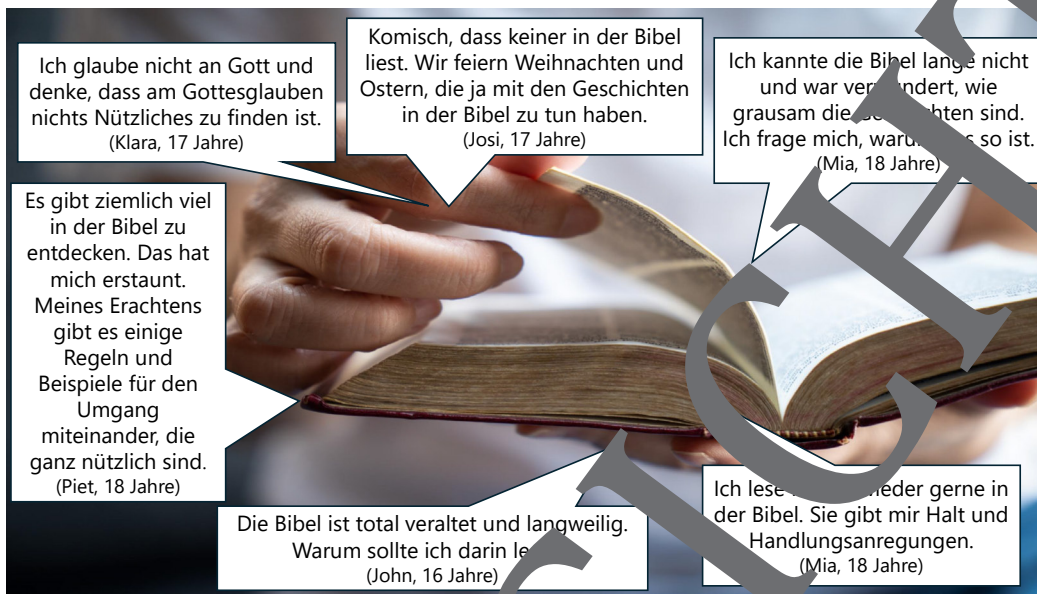 Ich glaube nicht an Gott und
denke, dass am Gottesglauben
nichts Nützliches zu finden ist.
(Klara, 17 Jahre)
Komisch, dass keiner in der Bibel
liest. Wir feiern Weihnachten und
Ostern, die ja mit den Geschichten
in der Bibel zu tun haben.
(Josi, 17 Jahre)
Ich kannte die Bibel lange nicht
und war verwundert, wie
grausam die sind.
Ich frage mich, so ist.
(Mia, 18 Jahre)
Es gibt ziemlich viel
in der Bibel zu
entdecken. Das hat
mich erstaunt.
Meines Erachtens
gibt es einige
Regeln und
Beispiele für den
Umgang
miteinander, die
ganz nützlich sind.
(Piet, 18 Jahre)
Die Bibel ist total veraltet und langweilig.
Warum sollte ich darin
(John, 16 Jahre)
Ich lese gerne in
der Bibel. Sie gibt mir Halt und
Handlungsanregungen.
(Mia, 18 Jahre)
SICHT